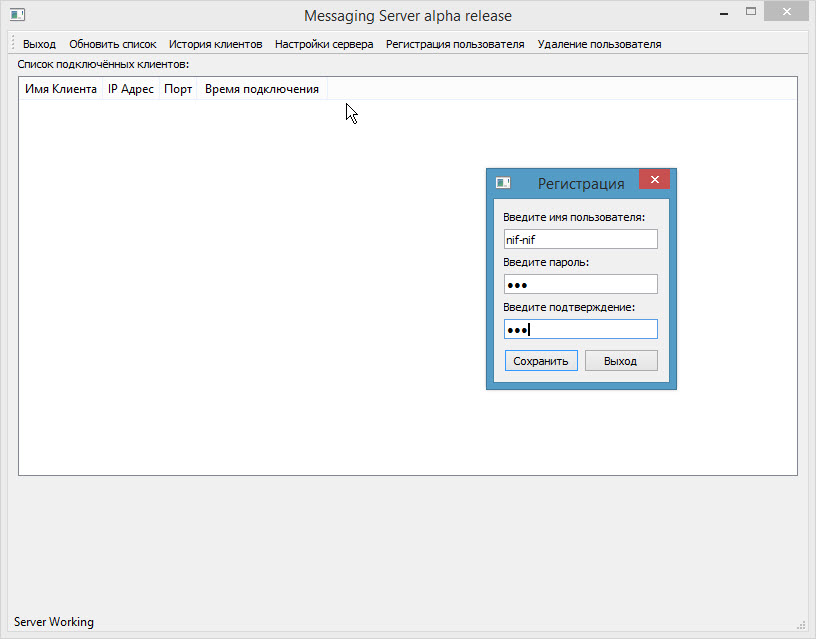 Messaging Server alpha release
Выход Обновить список История клиентов Настройки сервера Регистрация пользователя Удаление пользователя
Список подключённых клиентов:
Имя Клиента IP Адрес Порт Время подключения
Регистрация
Введите имя пользователя:
nif-nif
Введите пароль:
●●●
Введите подтверждение:
●●●
Сохранить Выход
Server Working